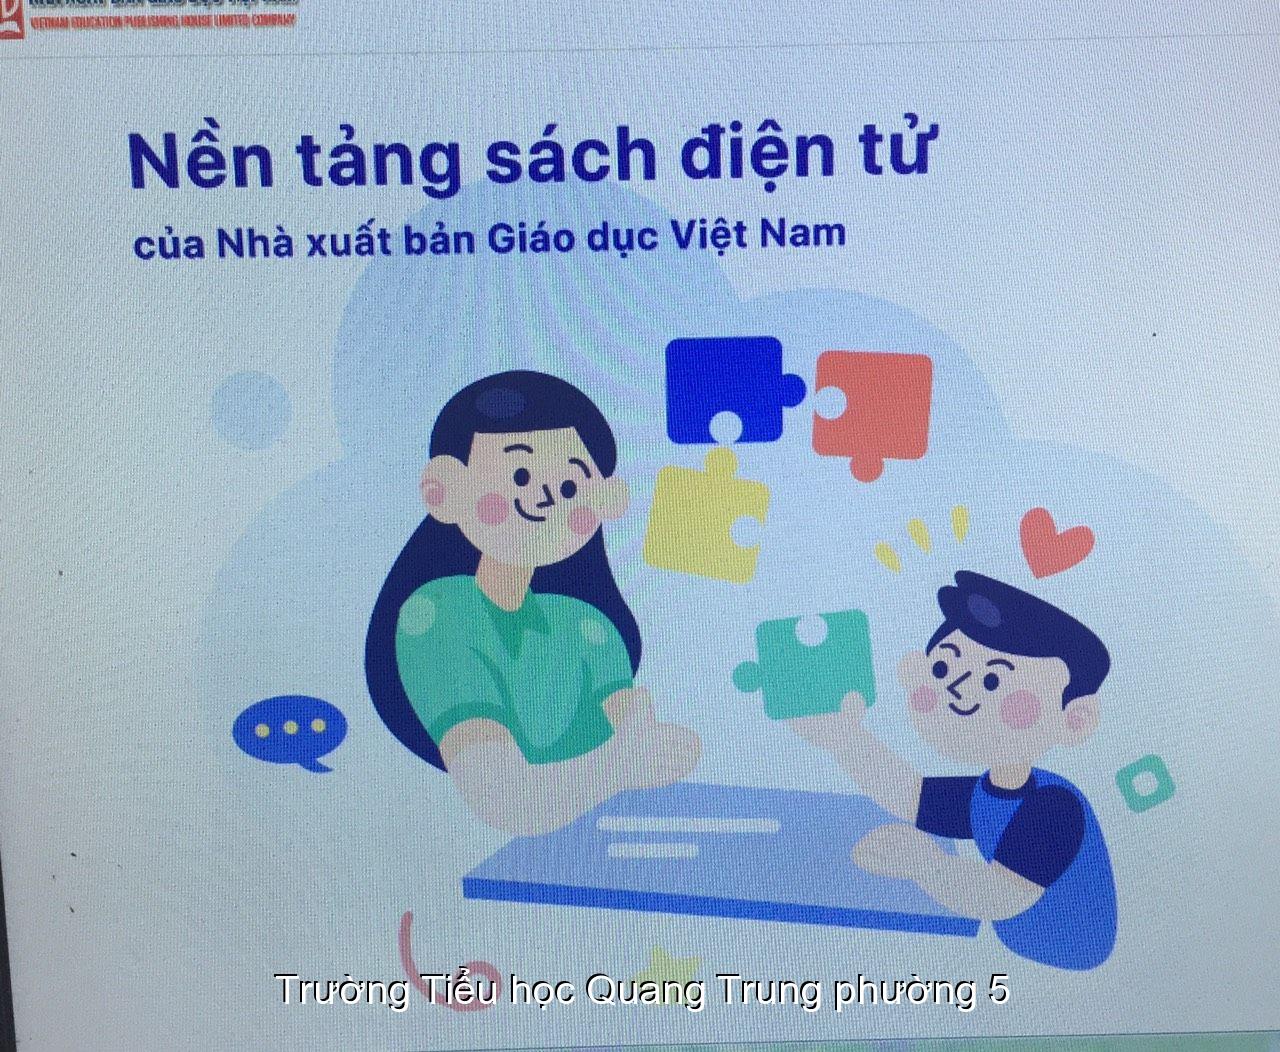 VIETNAM EDUCATION PUBLISHING HOUSE LIMITED COMPANY
Nền tảng sách điện tử
của Nhà xuất bản Giáo dục Việt Nam
Trường Tiểu học Quang Trung phường 5